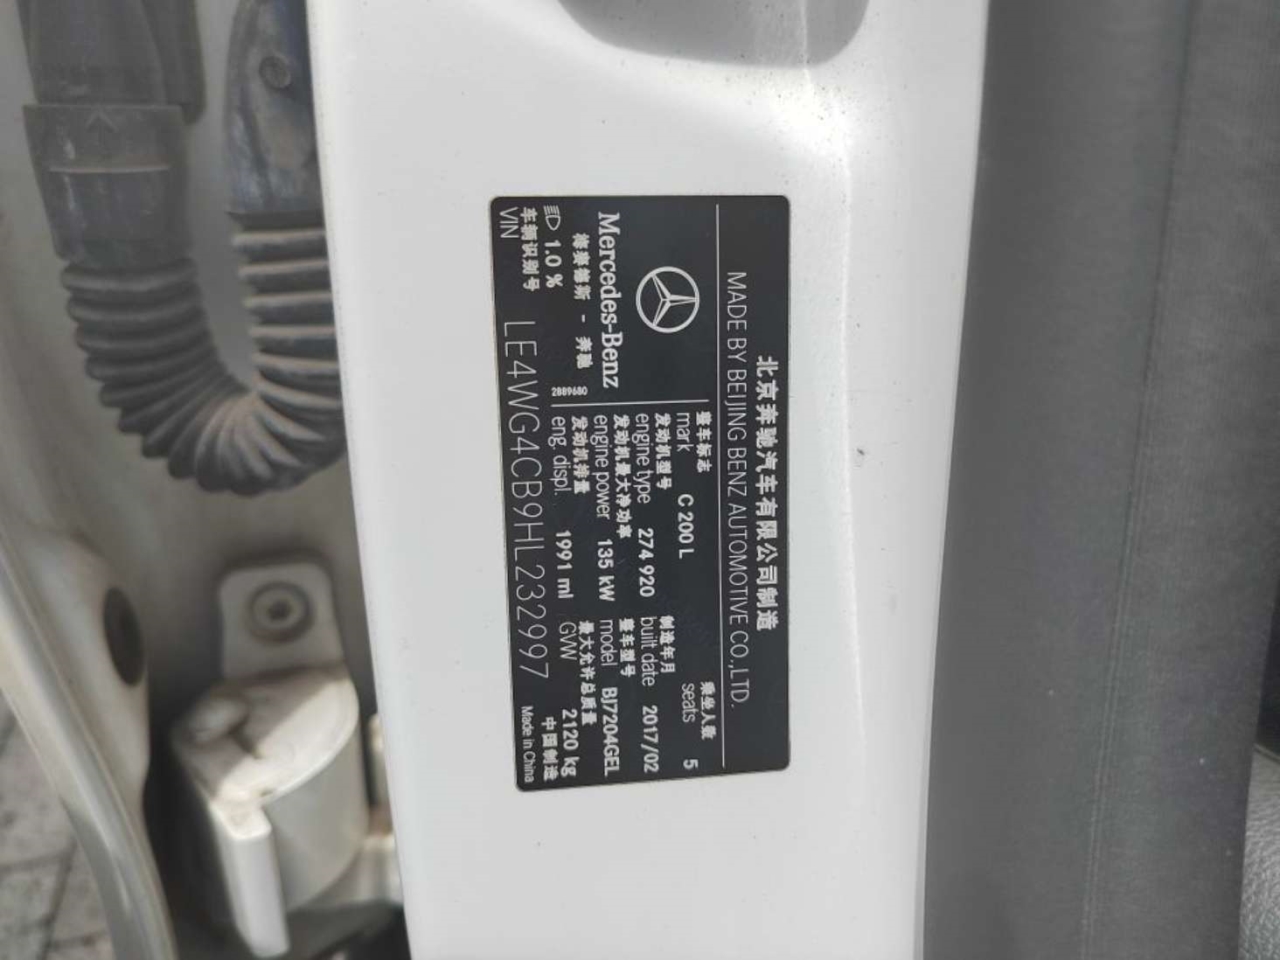 北京奔驰汽车有限公司制造
MADE BY BEIJING BENZ AUTOMOTIVE CO.,LTD.
Mercedes-Benz
梅赛德斯 - 奔驰
1.0 %
2889680
整车标志
mark C 200 L
乘坐人数
seats 5
发动机型号
engine type 274 920
制造年月
built date 2017/02
发动机最大净功率
engine power 135 kW
整车型号
model BJ7204GEL
发动机排量
eng. displ. 1991 ml
最大允许总质量
GVW 2120 kg
车辆识别号
VIN LE4WG4CB9HL232997
中国制造
Made in China